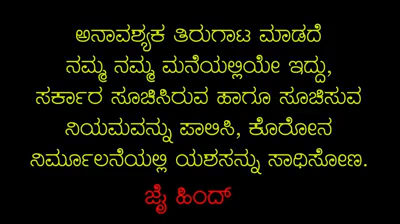 ಅನಾವಶ್ಯಕ ತಿರುಗಾಟ ಮಾಡದೆ
ನಮ್ಮ ನಮ್ಮ ಮನೆಯಲ್ಲಿಯೇ ಇದ್ದು,
ಸರ್ಕಾರ ಸೂಚಿಸಿರುವ ಹಾಗೂ ಸೂಚಿಸುವ
ನಿಯಮವನ್ನು ಪಾಲಿಸಿ, ಕೊರೋನ
ನಿರ್ಮೂಲನೆಯಲ್ಲಿ ಯಶಸನ್ನು ಸಾಧಿಸೋಣ.
ಜೈ ಹಿಂದ್